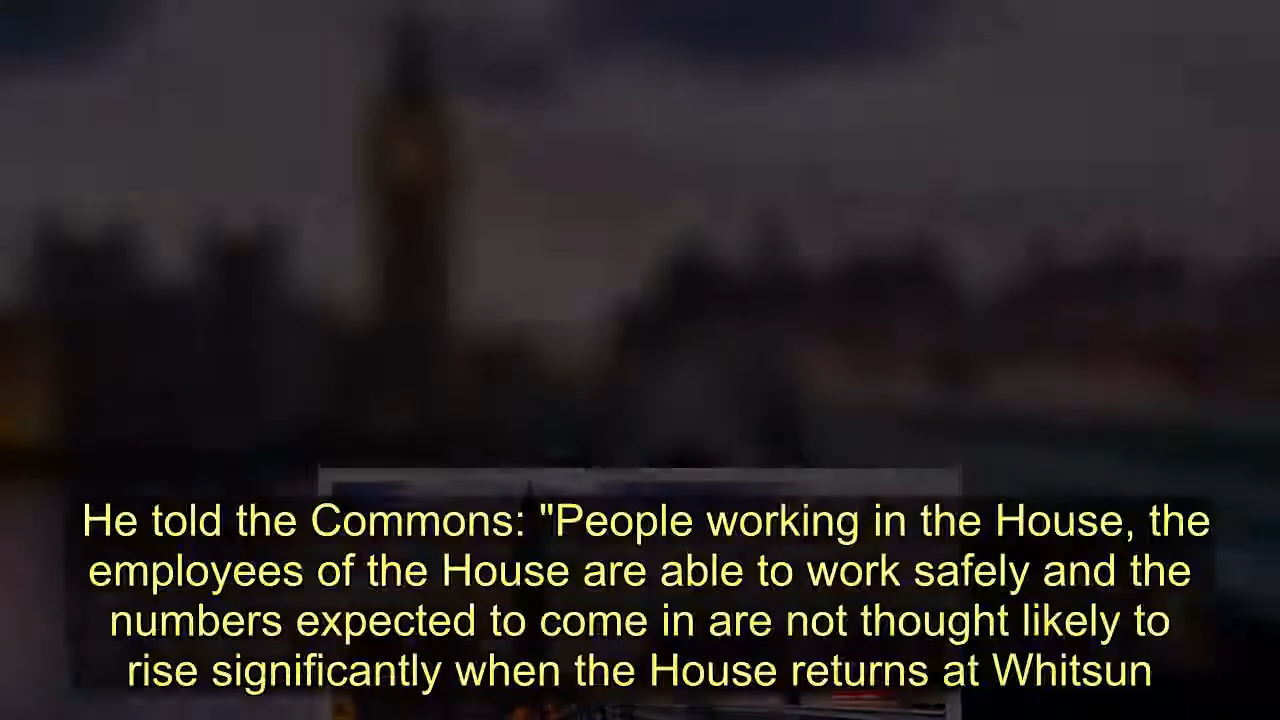 He told the Commons: "People working in the House, the
employees of the House are able to work safely and the
numbers expected to come in are not thought likely to
rise significantly when the House returns at Whitsun